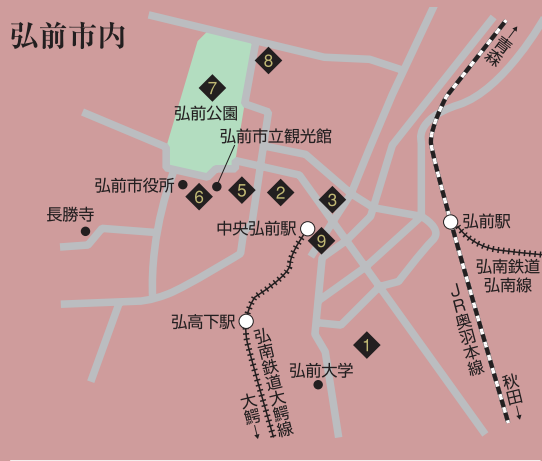 弘前市内
→青森
8
7
弘前公園
弘前市立観光館
弘前市役所
6
5
2
3
長勝寺
中央弘前駅
9
弘前駅
弘南鉄道
弘南線
弘高下駅
JR奥羽本線
弘南鉄道大鰐線
1
弘前大学
大鰐→
秋田→